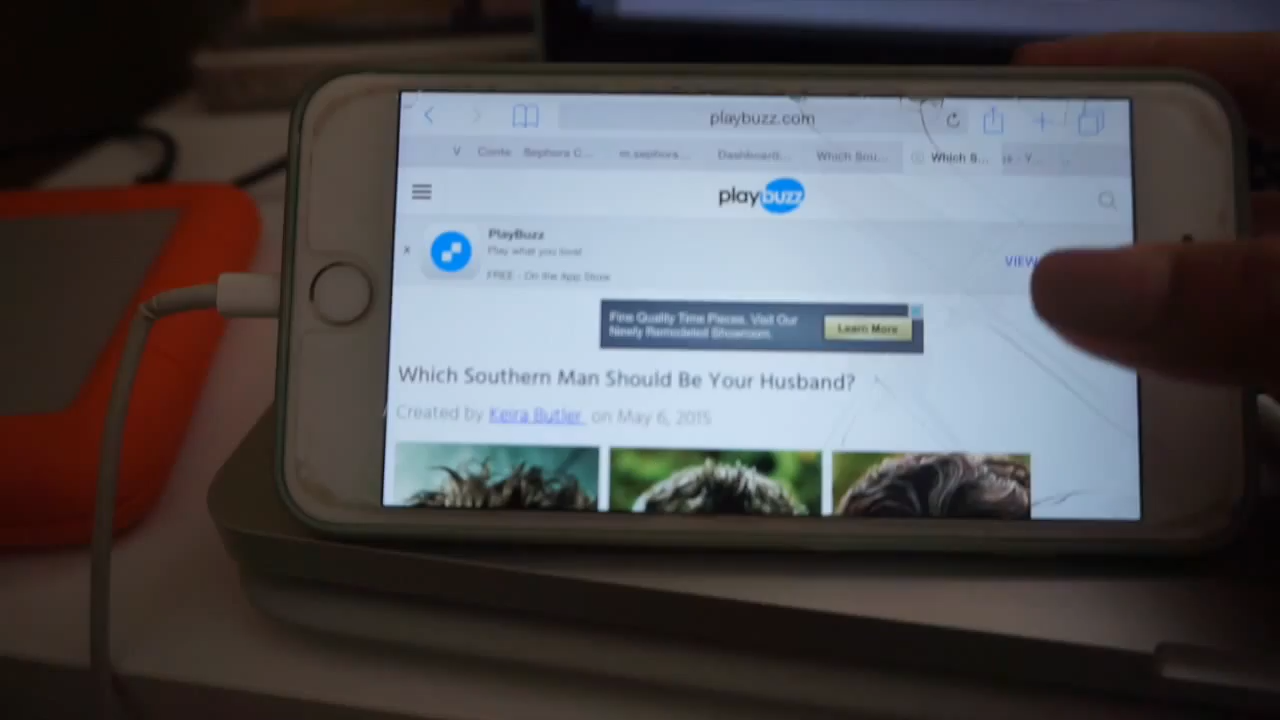 playbuzz.com
V Conte Sephora C... m.sephora... Dashboard... Which Sou... Which S...
playbuzz
x PlayBuzz
Play what you love!
FREE - On the App Store
VIEW
Fine Quality Time Pieces. Visit Our
Newly Remodeled Showroom.
Learn More
Which Southern Man Should Be Your Husband?
Created by Keira Butler on May 6, 2015